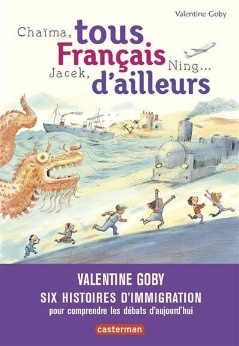 Valentine Goby
Chaïma, tous
Français
Jacek, Ning...
d'ailleurs
VALENTINE GOBY
SIX HISTOIRES D'IMMIGRATION
pour comprendre les débats d'aujourd'hui
casterman